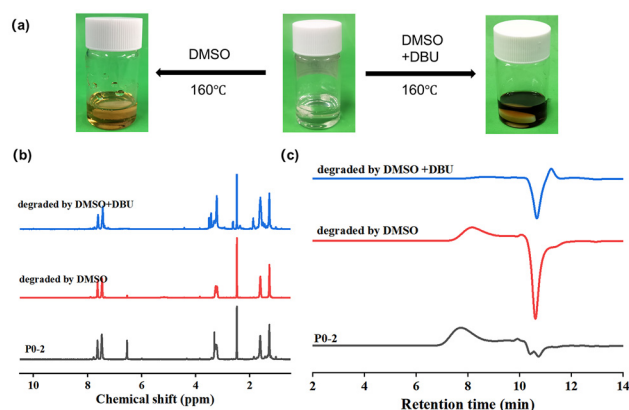 (a)
DMSO
160℃
DMSO
+DBU
160℃
(b)
degraded by DMSO+DBU
degraded by DMSO
P0-2
10 8 6 4 2
Chemical shift (ppm)
(c)
degraded by DMSO +DBU
degraded by DMSO
P0-2
2 4 6 8 10 12 14
Retention time (min)